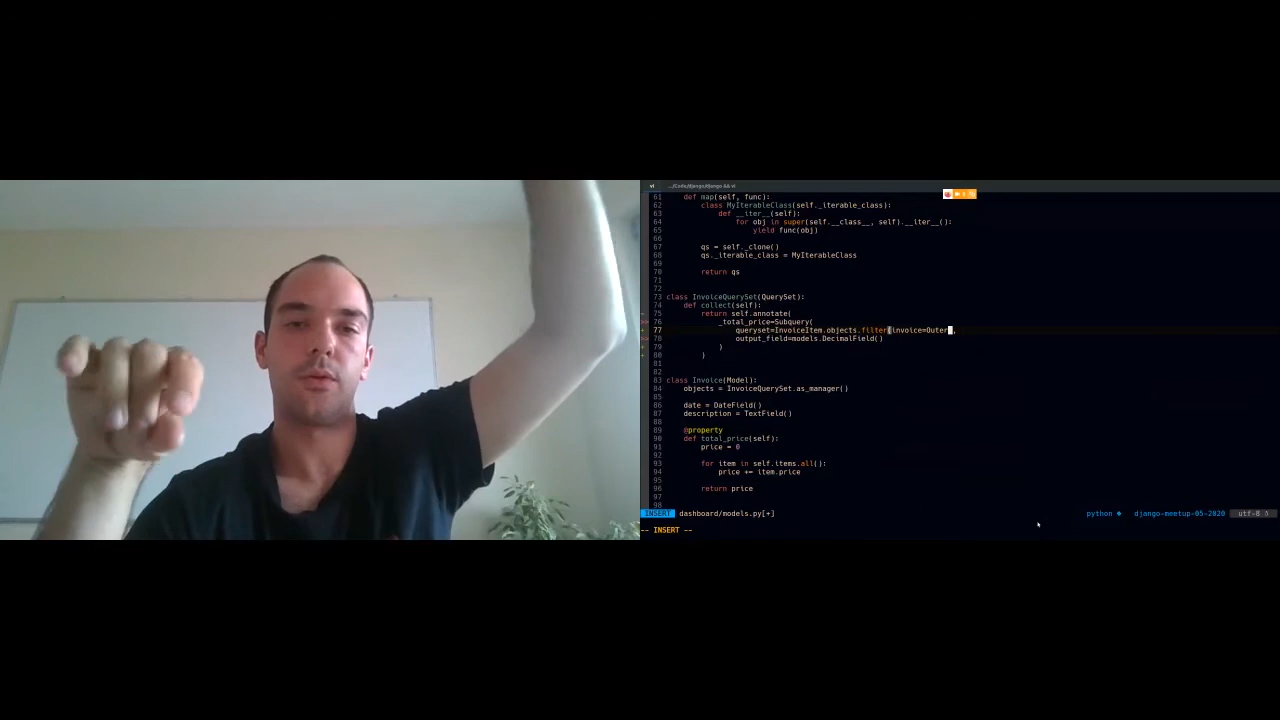 vi .../Code/django/django && vi
61 def map(self, func):
62 class MyIterableClass(self._iterable_class):
63 def __iter__(self):
64 for obj in super(self.__class__, self).__iter__():
65 yield func(obj)
66
67 qs = self._clone()
68 qs._iterable_class = MyIterableClass
69
70 return qs
71
72
73 class InvoiceQuerySet(QuerySet):
74 def collect(self):
75 return self.annotate(
76 _total_price=Subquery(
77 queryset=InvoiceItem.objects.filter(invoice=Outer),
78 output_field=models.DecimalField()
79 )
80 )
81
82
83 class Invoice(Model):
84 objects = InvoiceQuerySet.as_manager()
85
86 date = DateField()
87 description = TextField()
88
89 @property
90 def total_price(self):
91 price = 0
92
93 for item in self.items.all():
94 price += item.price
95
96 return price
97
98
INSERT dashboard/models.py[+] python django-meetup-05-2020 utf-8
-- INSERT --